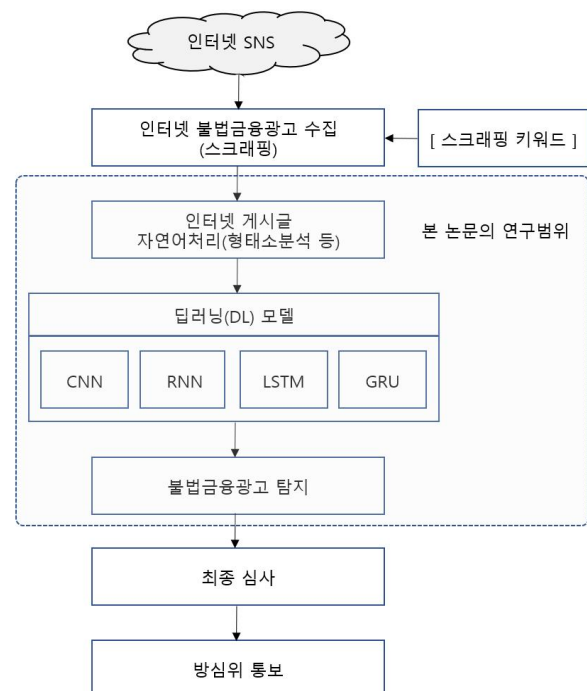 인터넷 SNS
인터넷 불법금융광고 수집
(스크래핑)
[ 스크래핑 키워드 ]
인터넷 게시글
자연어처리(형태소분석 등)
본 논문의 연구범위
딥러닝(DL) 모델
CNN
RNN
LSTM
GRU
불법금융광고 탐지
최종 심사
방심위 통보